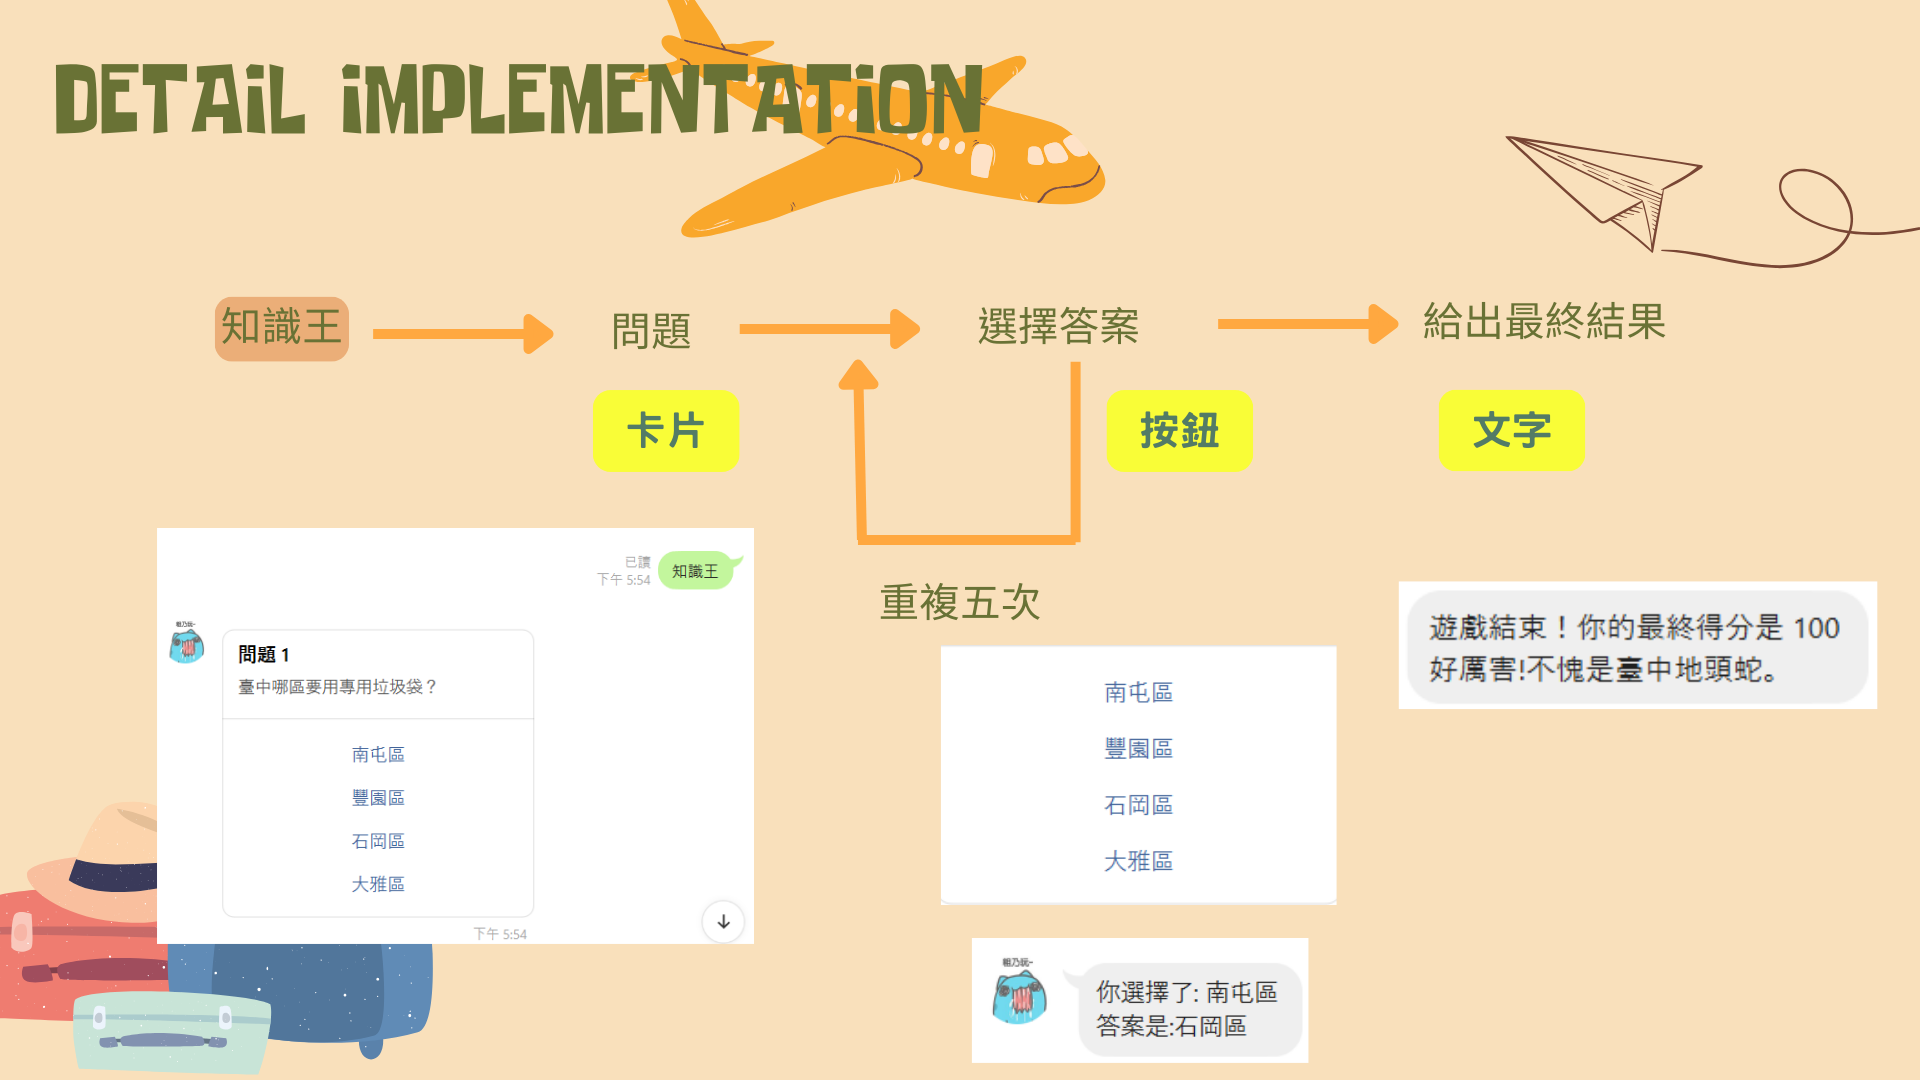 DETAIL IMPLEMENTATION
知識王
問題
選擇答案
給出最終結果
卡片
按鈕
文字
重複五次
已讀
下午 5:54
知識王
粗乃玩~
問題 1
臺中哪區要用專用垃圾袋？
南屯區
豐園區
石岡區
大雅區
下午 5:54
南屯區
豐園區
石岡區
大雅區
粗乃玩~
你選擇了: 南屯區
答案是:石岡區
遊戲結束！你的最終得分是 100
好厲害!不愧是臺中地頭蛇。